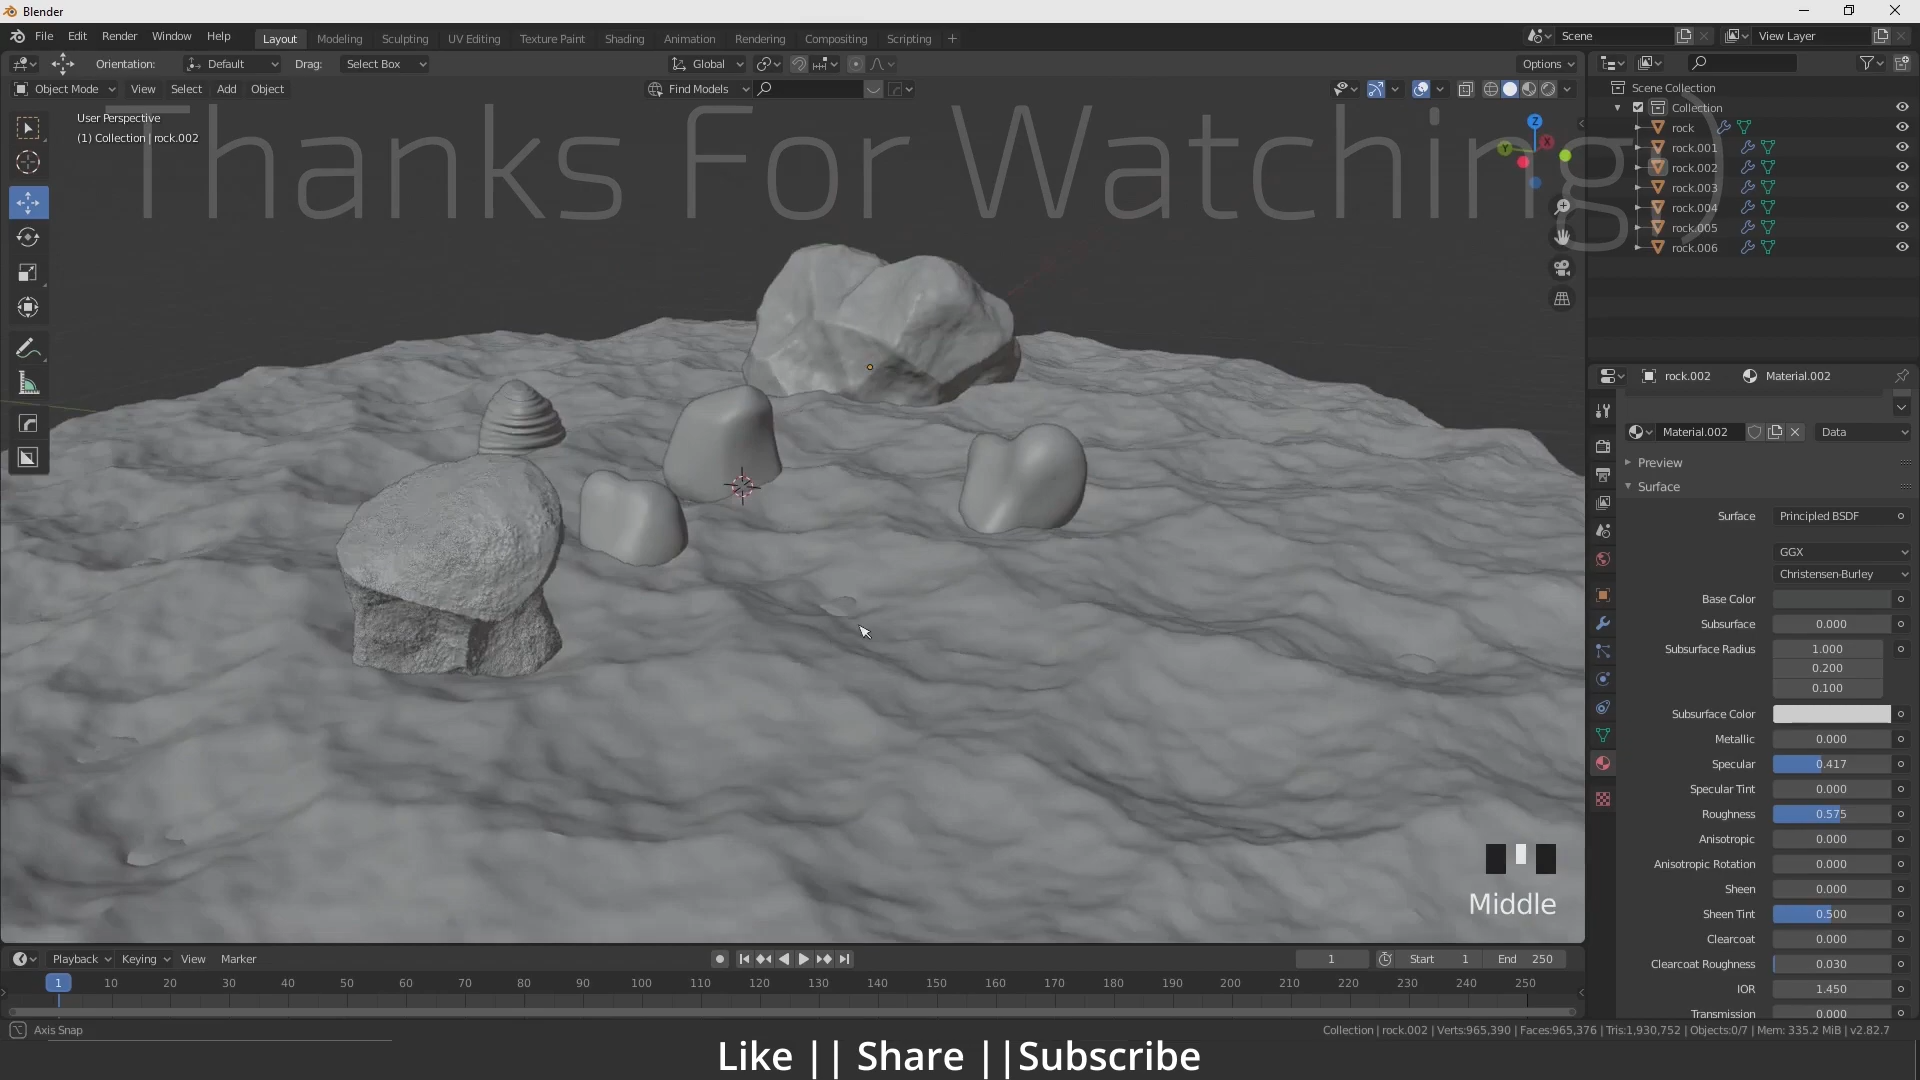 Blender
File Edit Render Window Help
Layout Modeling Sculpting UV Editing Texture Paint Shading Animation Rendering Compositing Scripting +
Scene
View Layer
Orientation: Default Drag: Select Box
Global
Options
Object Mode View Select Add Object
Find Models
Thanks For Watching:)
User Perspective
(1) Collection | rock.002
Z
X
Y
Scene Collection
Collection
rock
rock.001
rock.002
rock.003
rock.004
rock.005
rock.006
rock.002 Material.002
Material.002 Data
Preview
Surface
Surface Principled BSDF
GGX
Christensen-Burley
Base Color
Subsurface 0.000
Subsurface Radius 1.000
0.200
0.100
Subsurface Color
Metallic 0.000
Specular 0.417
Specular Tint 0.000
Roughness 0.575
Anisotropic 0.000
Anisotropic Rotation 0.000
Sheen 0.000
Sheen Tint 0.500
Clearcoat 0.000
Clearcoat Roughness 0.030
IOR 1.450
Transmission 0.000
Middle
Playback Keying View Marker
1 Start 1 End 250
1 10 20 30 40 50 60 70 80 90 100 110 120 130 140 150 160 170 180 190 200 210 220 230 240 250
Axis Snap
Collection | rock.002 | Verts:965,390 | Faces:965,376 | Tris:1,930,752 | Objects:0/7 | Mem: 335.2 MiB | v2.82.7
Like || Share ||Subscribe